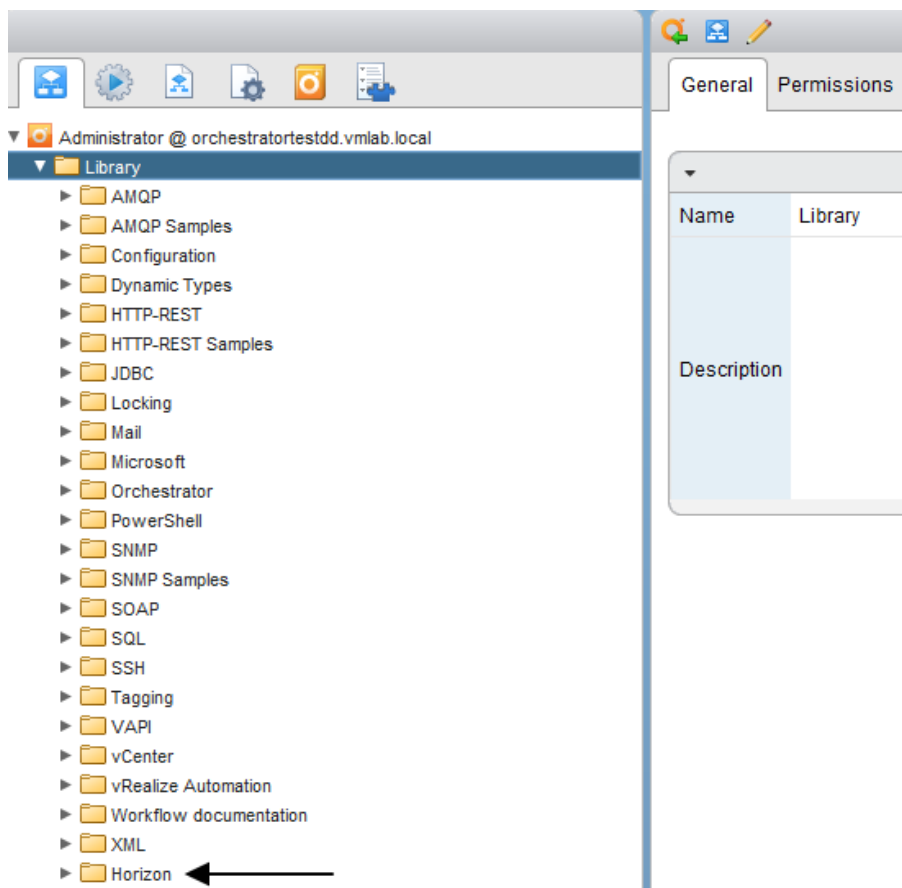 General Permissions
Administrator @ orchestratortestdd.vmlab.local
Library
AMQP
AMQP Samples
Configuration
Dynamic Types
HTTP-REST
HTTP-REST Samples
JDBC
Locking
Mail
Microsoft
Orchestrator
PowerShell
SNMP
SNMP Samples
SOAP
SQL
SSH
Tagging
VAPI
vCenter
vRealize Automation
Workflow documentation
XML
Horizon
Name Library
Description